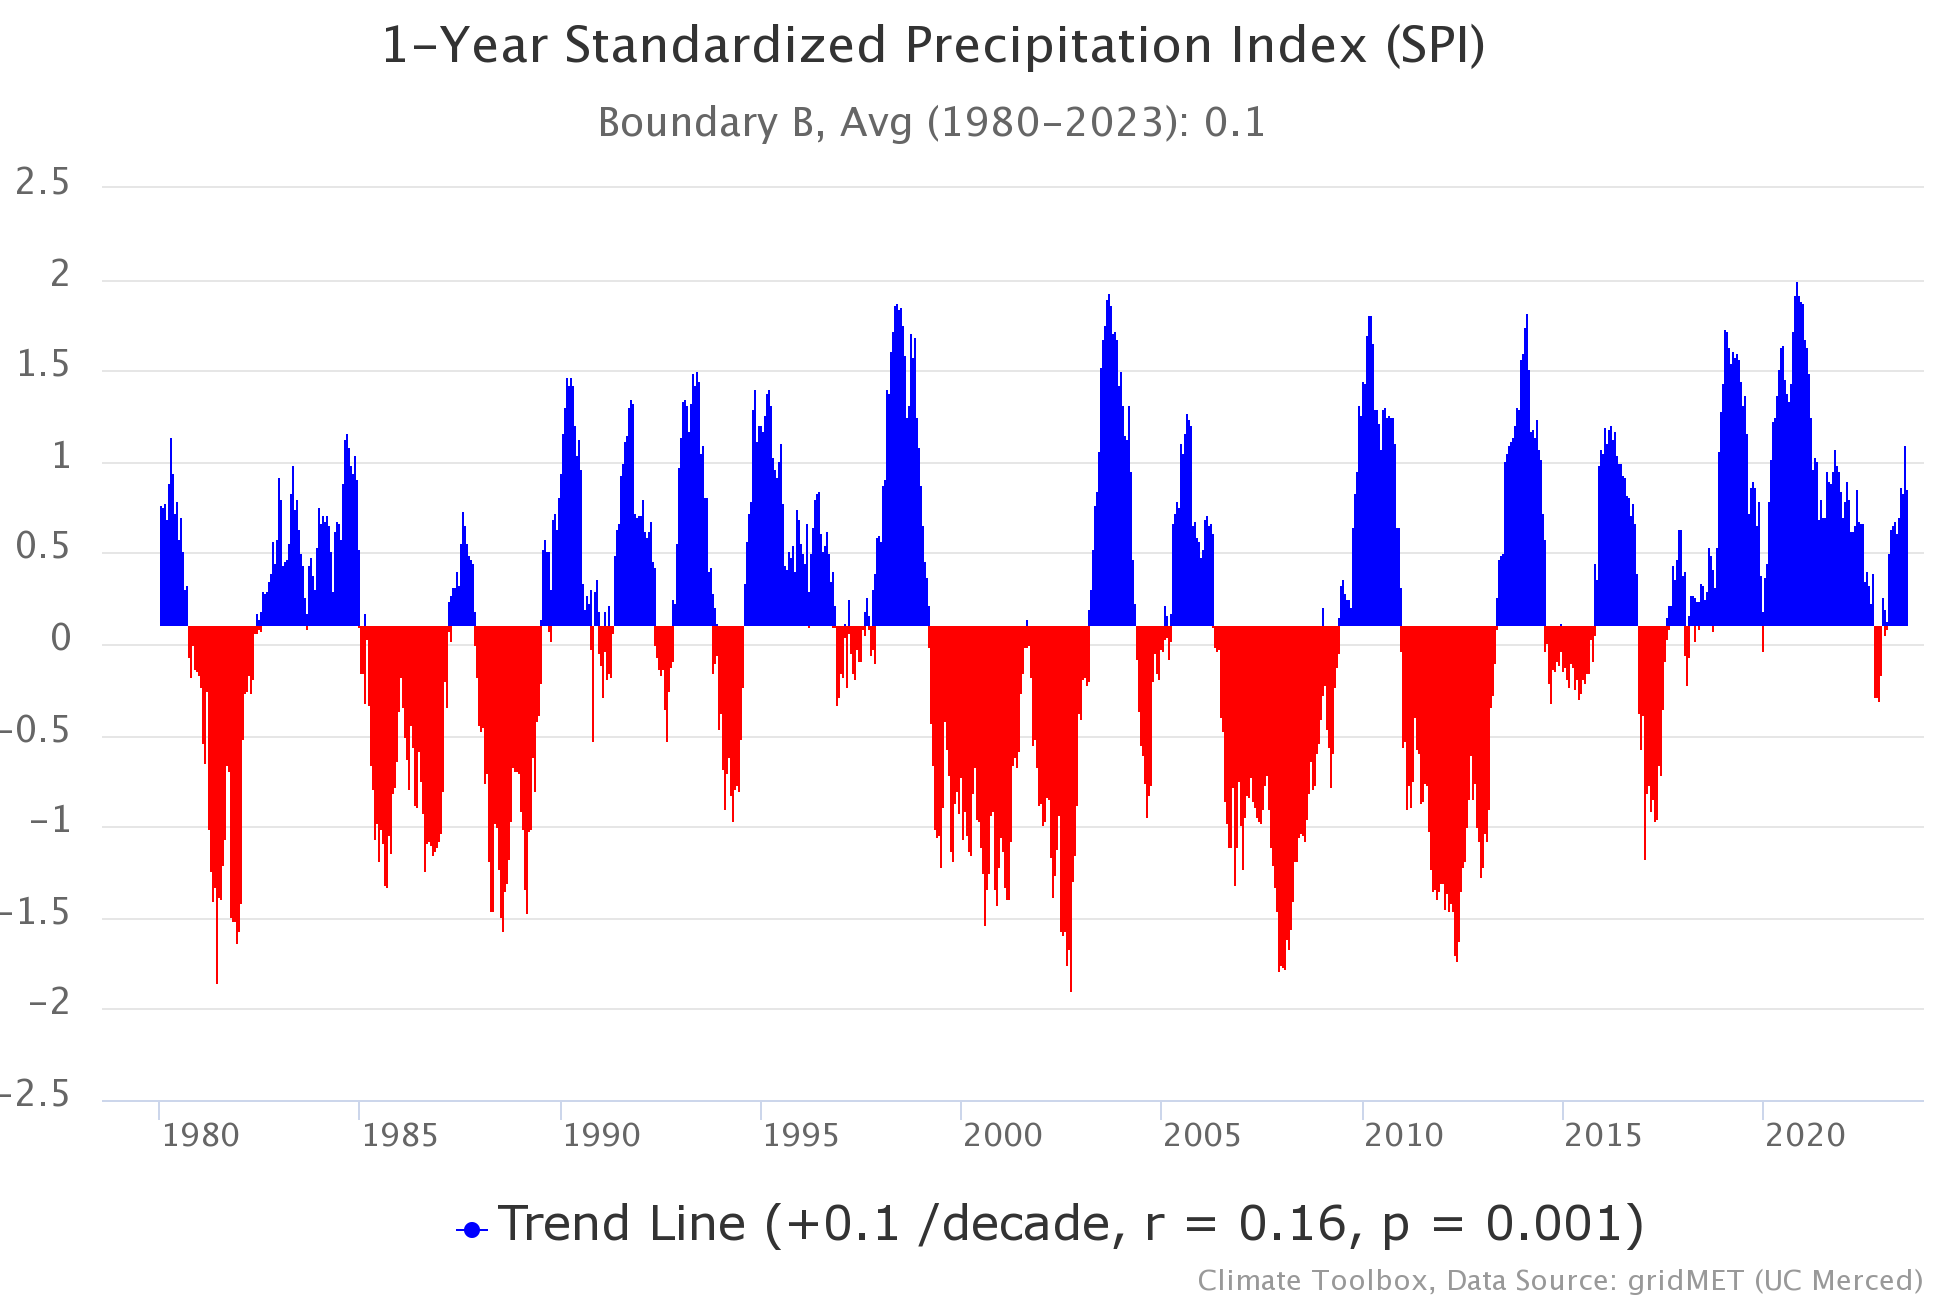 1–Year Standardized Precipitation Index (SPI)
Boundary B, Avg (1980–2023): 0.1
2.5
2
1.5
1
0.5
0
–0.5
–1
–1.5
–2
–2.5
1980 1985 1990 1995 2000 2005 2010 2015 2020
Trend Line (+0.1 /decade, r = 0.16, p = 0.001)
Climate Toolbox, Data Source: gridMET (UC Merced)